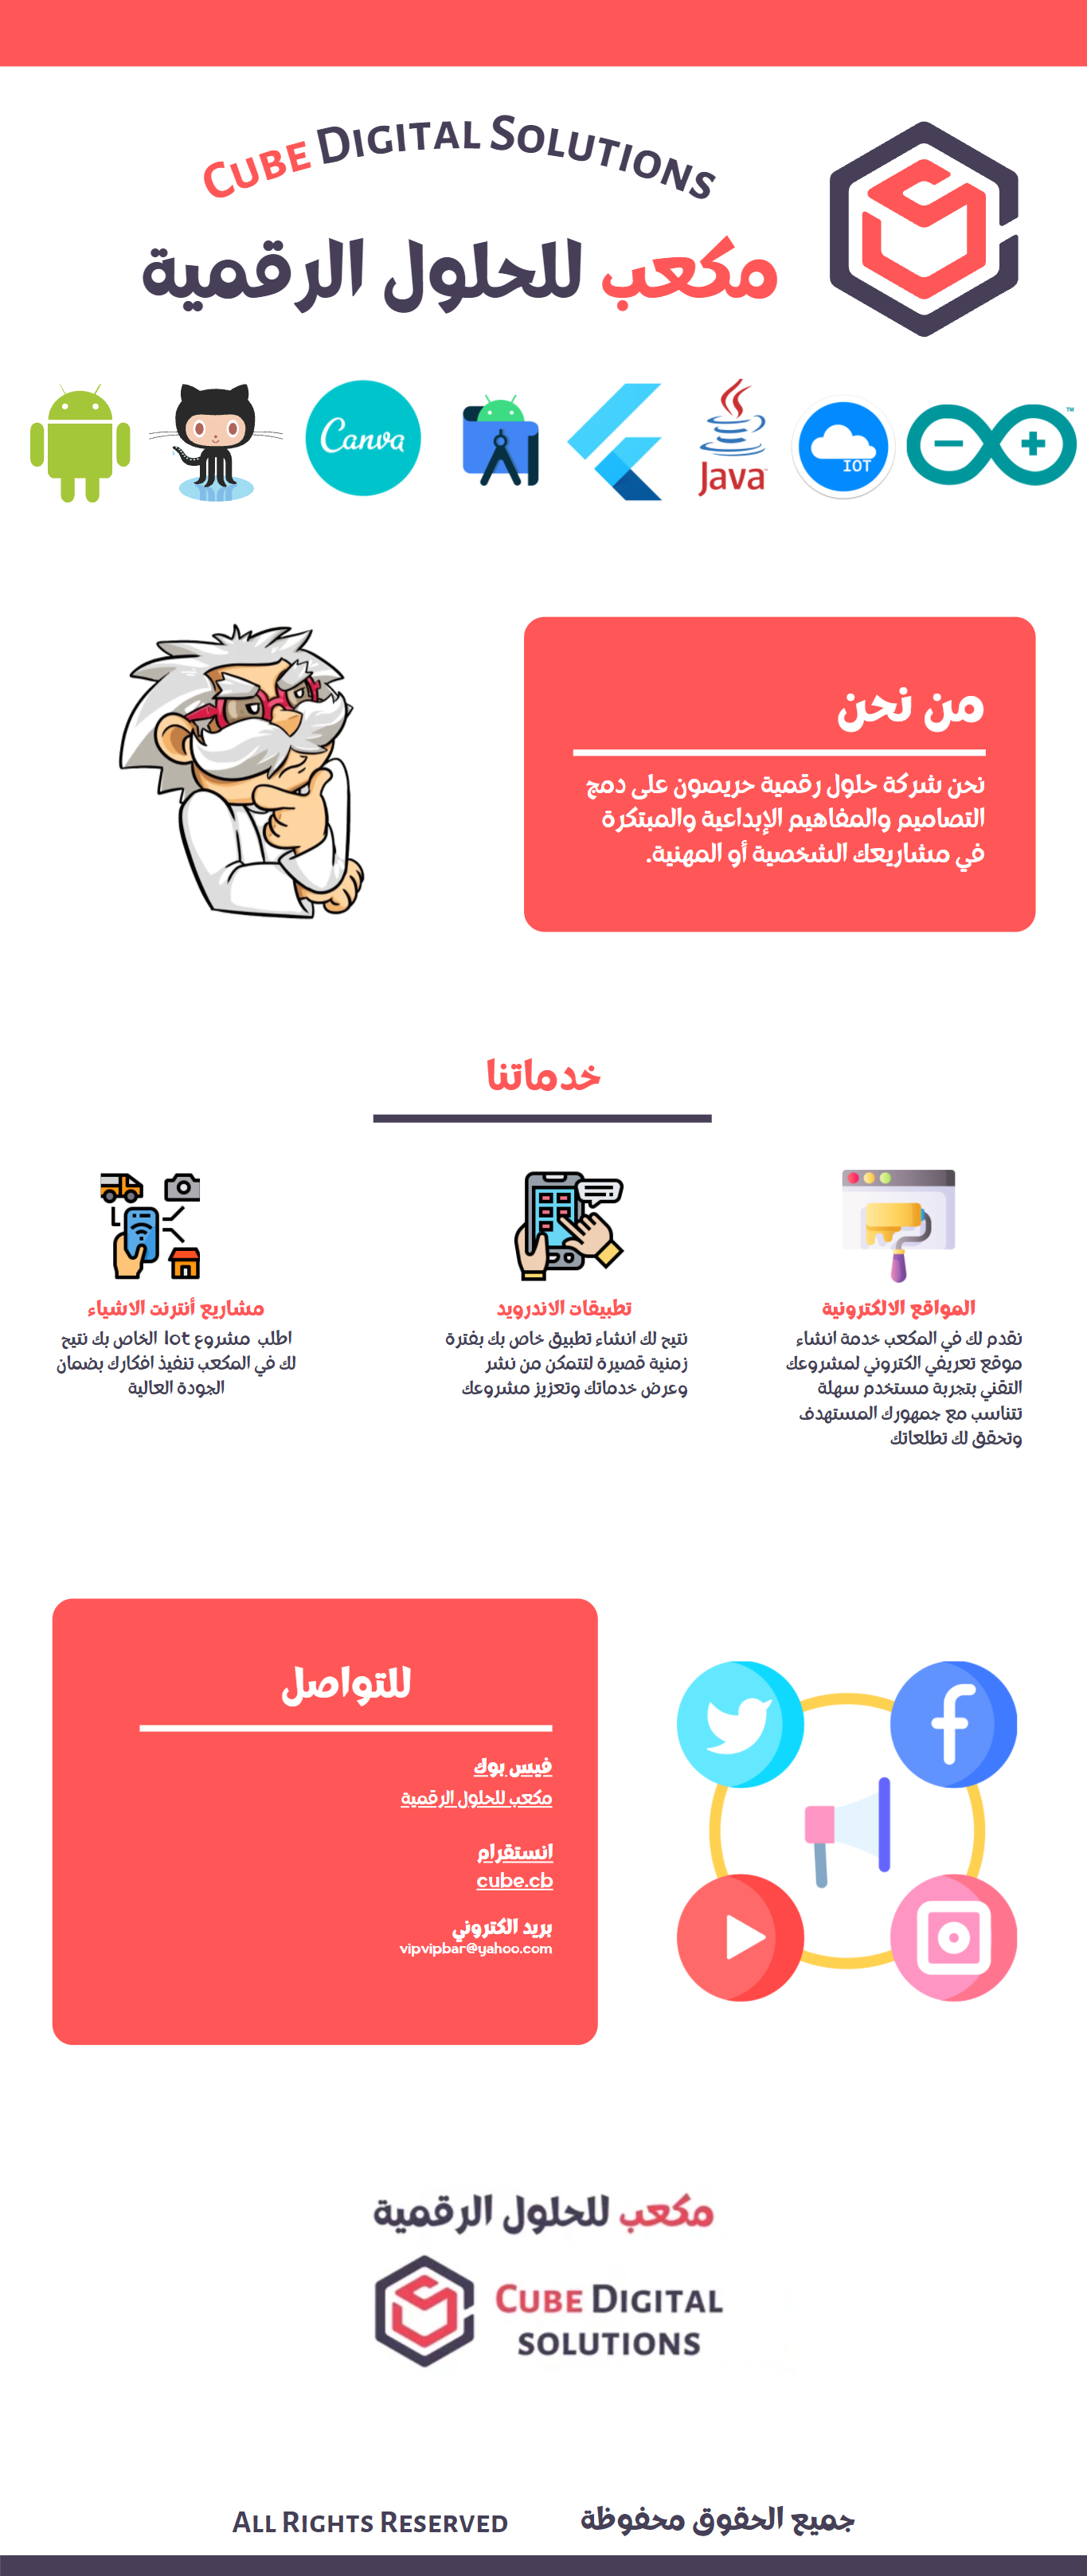 CUBE DIGITAL SOLUTIONS
مكعب للحلول الرقمية
Canva
Java
IOT
TM
من نحن
نحن شركة حلول رقمية حريصون على دمج
التصاميم والمفاهيم الإبداعية والمبتكرة
في مشاريعك الشخصية أو المهنية.
خدماتنا
المواقع الالكترونية
نقدم لك في المكعب خدمة انشاء
موقع تعريفي الكتروني لمشروعك
التقني بتجربة مستخدم سهلة
تتناسب مع جمهورك المستهدف
وتحقق لك تطلعاتك
تطبيقات الاندرويد
نتيح لك انشاء تطبيق خاص بك بفترة
زمنية قصيرة لتتمكن من نشر
وعرض خدماتك وتعزيز مشروعك
مشاريع أنترنت الاشياء
اطلب مشروع Iot الخاص بك نتيح
لك في المكعب تنفيذ افكارك بضمان
الجودة العالية
للتواصل
فيس بوك
مكعب للحلول الرقمية
انستقرام
cube.cb
بريد الكتروني
vipvipbar@yahoo.com
مكعب للحلول الرقمية
CUBE DIGITAL
SOLUTIONS
جميع الحقوق محفوظة
ALL RIGHTS RESERVED